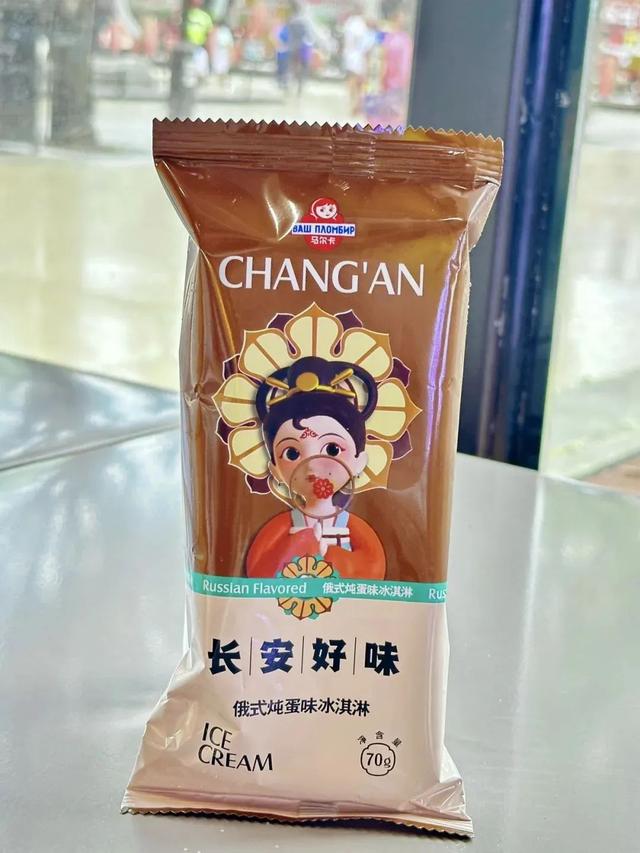 ВАШ ПЛОМБИР
马尔卡
CHANG'AN
Russian Flavored 俄式炖蛋味冰淇淋 Rus
长安好味
俄式炖蛋味冰淇淋
ICE
CREAM
净含量
70g